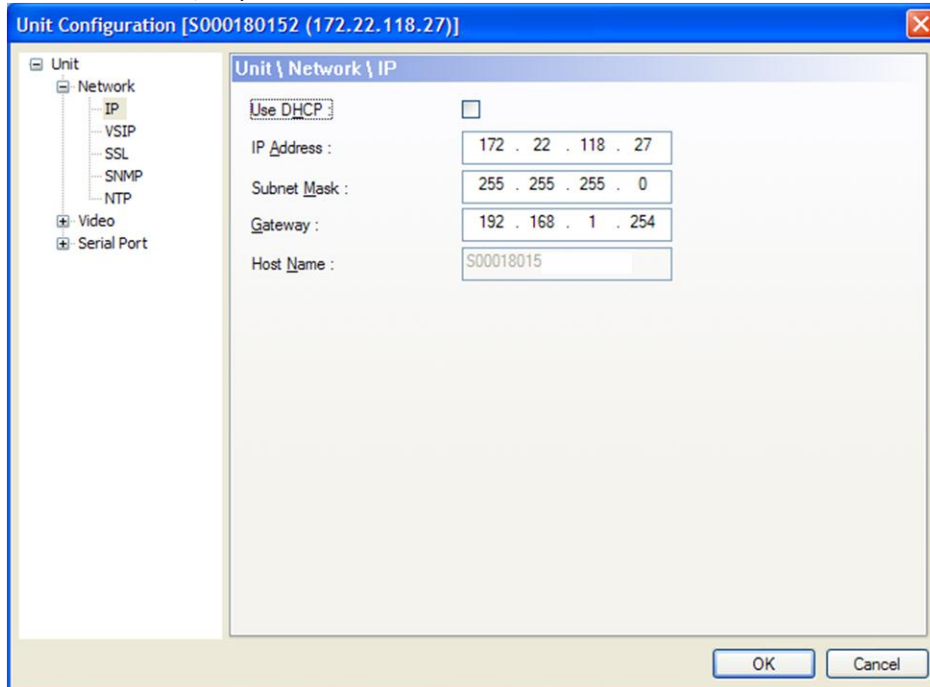 Unit Configuration [S000180152 (172.22.118.27)]
Unit
Network
IP
VSIP
SSL
SNMP
NTP
Video
Serial Port
Unit \ Network \ IP
Use DHCP :
IP Address : 172 . 22 . 118 . 27
Subnet Mask : 255 . 255 . 255 . 0
Gateway : 192 . 168 . 1 . 254
Host Name : S00018015
OK Cancel